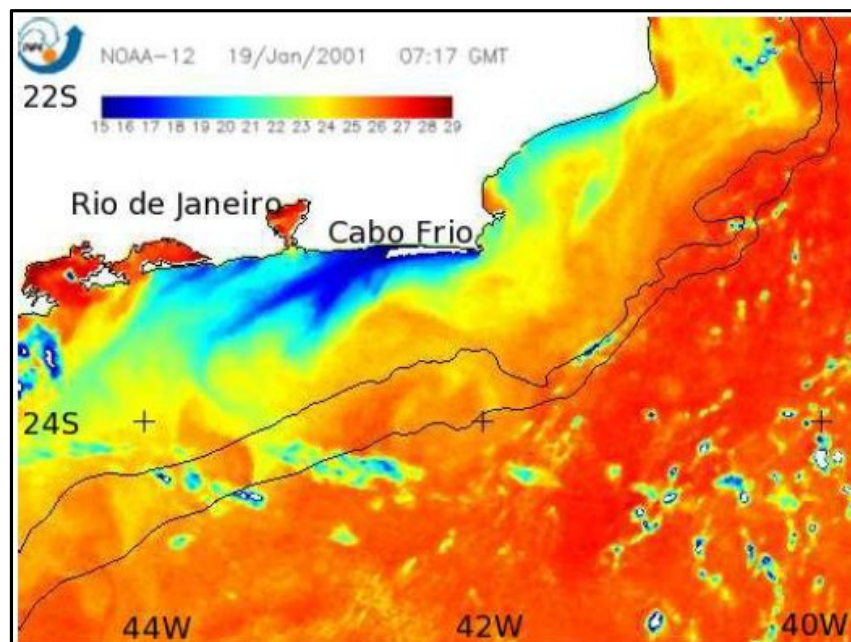 NOAA-12 19/Jan/2001 07:17 GMT
22S
15 16 17 18 19 20 21 22 23 24 25 26 27 28 29
Rio de Janeiro
Cabo Frio
24S
44W 42W 40W